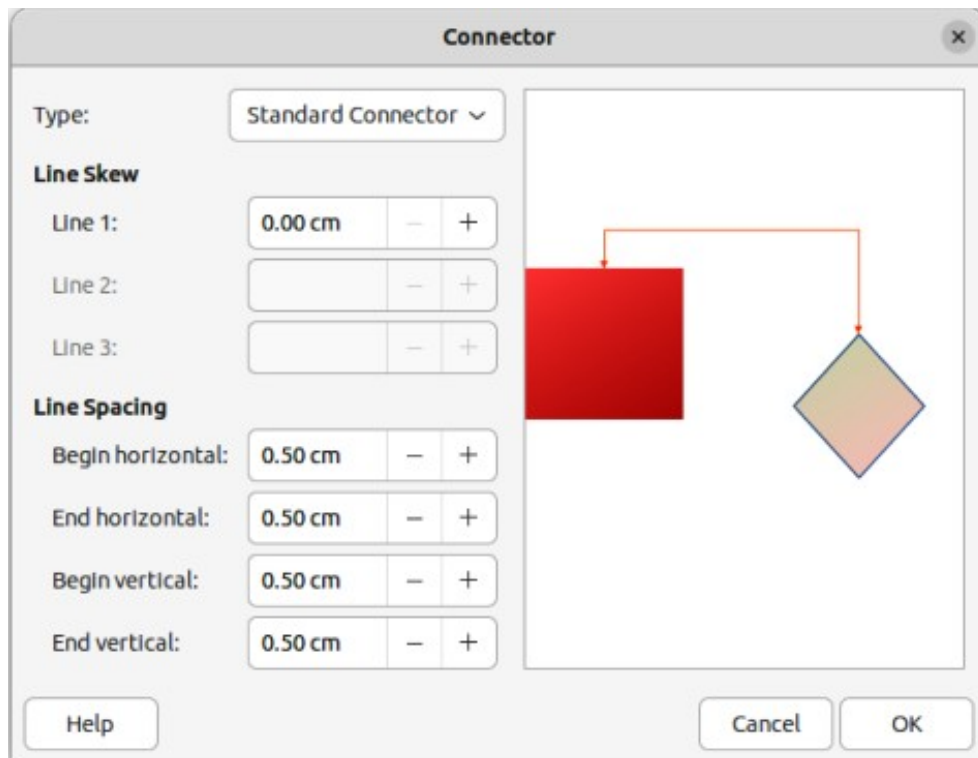 Connector
Type: Standard Connector
Line Skew
Line 1: 0.00 cm
Line 2:
Line 3:
Line Spacing
Begin horizontal: 0.50 cm
End horizontal: 0.50 cm
Begin vertical: 0.50 cm
End vertical: 0.50 cm
Help Cancel OK